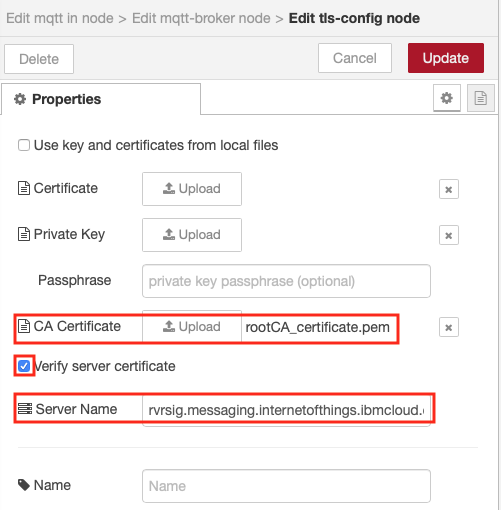 Edit mqtt in node > Edit mqtt-broker node > Edit tls-config node
Delete Cancel Update
Properties
Use key and certificates from local files
Certificate Upload
Private Key Upload
Passphrase private key passphrase (optional)
CA Certificate Upload rootCA_certificate.pem
Verify server certificate
Server Name rvrsig.messaging.internetofthings.ibmcloud.
Name Name